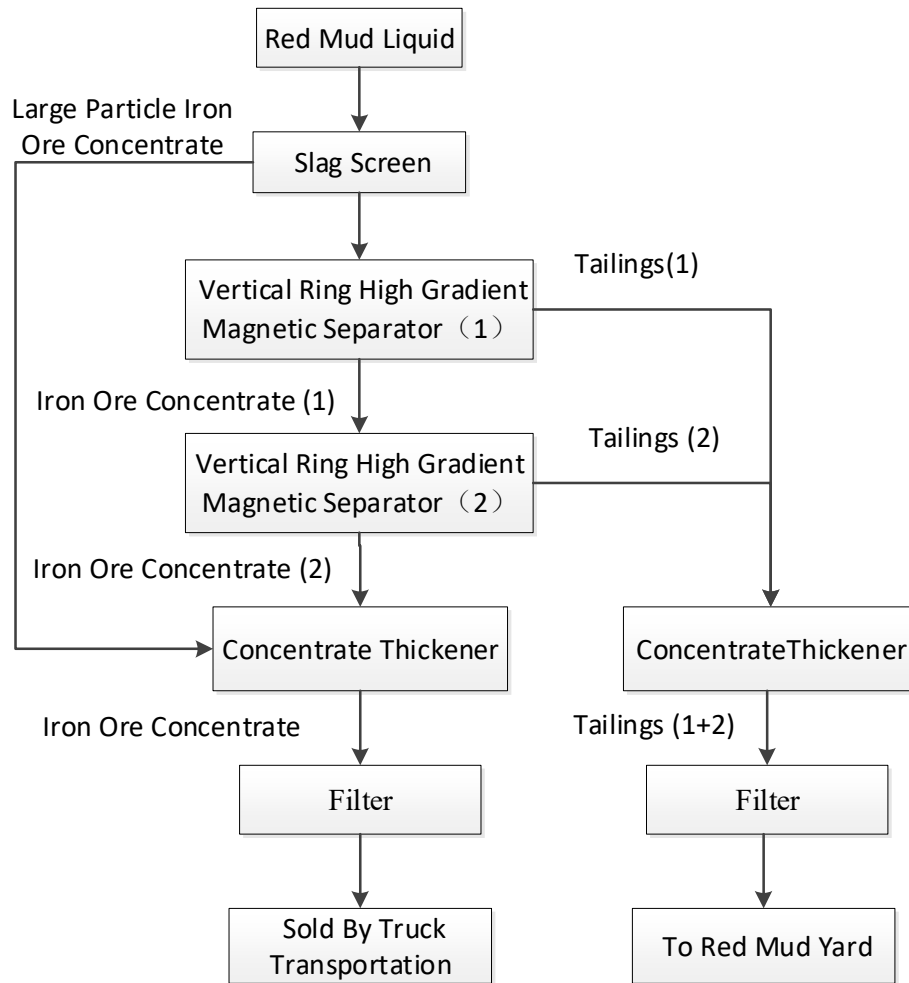 Red Mud Liquid
Large Particle Iron
Ore Concentrate
Slag Screen
Tailings(1)
Vertical Ring High Gradient
Magnetic Separator（1）
Iron Ore Concentrate (1)
Tailings (2)
Vertical Ring High Gradient
Magnetic Separator（2）
Iron Ore Concentrate (2)
Concentrate Thickener
ConcentrateThickener
Iron Ore Concentrate
Tailings (1+2)
Filter
Filter
Sold By Truck
Transportation
To Red Mud Yard